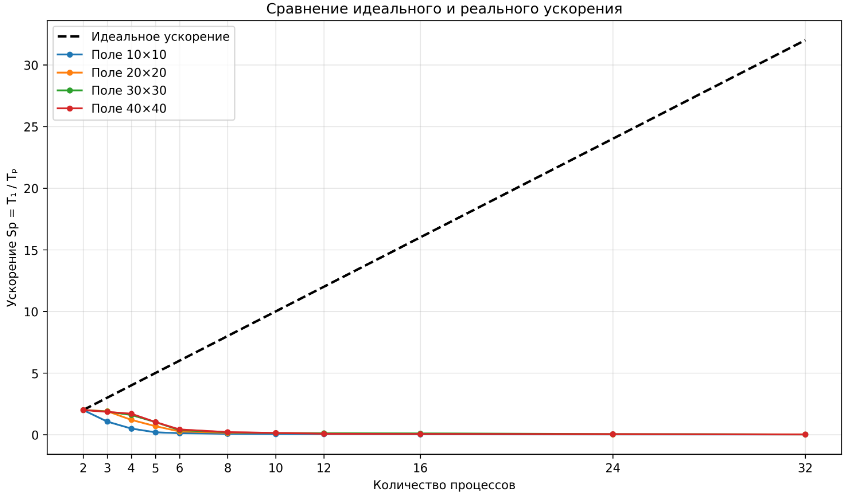 Сравнение идеального и реального ускорения
Идеальное ускорение
Поле 10×10
Поле 20×20
Поле 30×30
Поле 40×40
Ускорение Sp = T₁ / Tₚ
30
25
20
15
10
5
0
2 3 4 5 6 8 10 12 16 24 32
Количество процессов